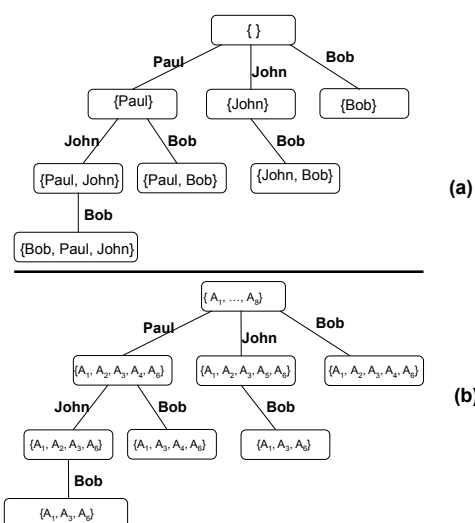 { }
Paul
John
Bob
{Paul}
{John}
{Bob}
John
Bob
Bob
{Paul, John}
{Paul, Bob}
{John, Bob}
(a)
Bob
{Bob, Paul, John}
{ A₁, …, A₈}
Paul
John
Bob
{A₁, A₂, A₃, A₄, A₆}
{A₁, A₂, A₃, A₅, A₆}
{A₁, A₂, A₃, A₄, A₆}
(b)
John
Bob
Bob
{A₁, A₂, A₃, A₆}
{A₁, A₃, A₄, A₆}
{A₁, A₃, A₆}
Bob
{A₁, A₃, A₆}